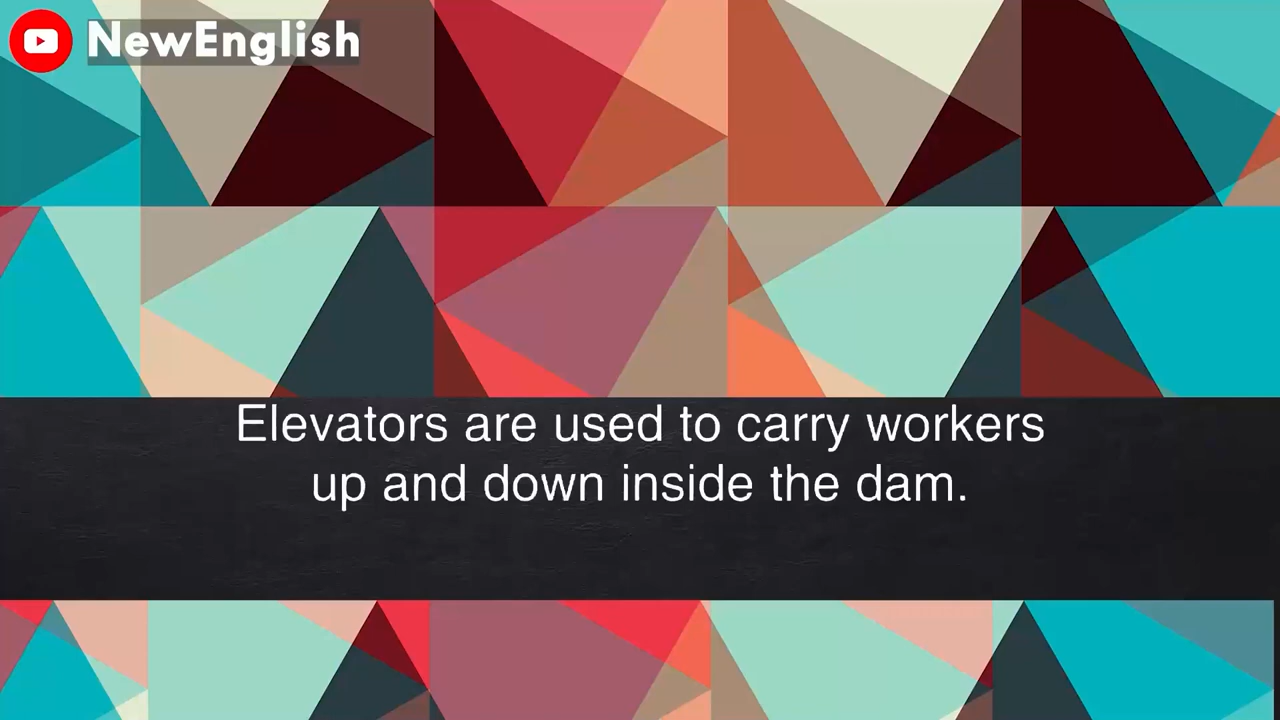 NewEnglish
Elevators are used to carry workers
up and down inside the dam.